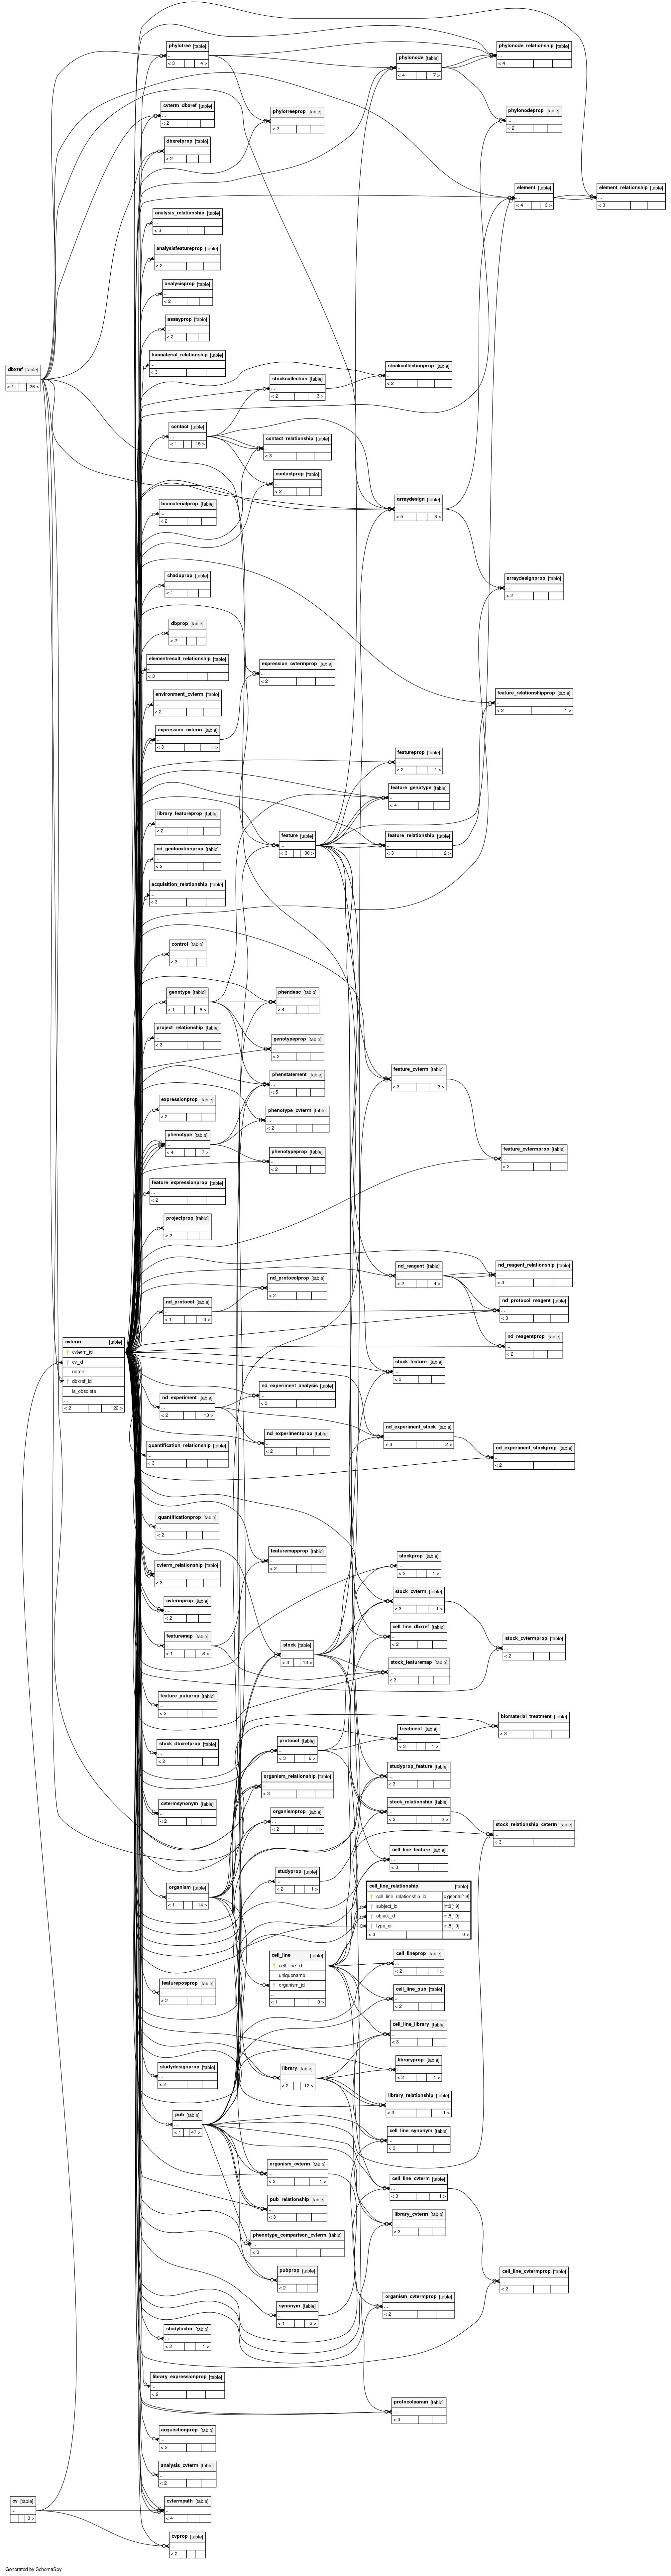 phylotree [table]
...
< 3 4 >
phylonode [table]
...
< 4 7 >
phylonode_relationship [table]
...
< 4
cvterm_dbxref [table]
...
< 2
phylotreeprop [table]
...
< 2
phylonodeprop [table]
...
< 2
dbxrefprop [table]
...
< 2
element [table]
...
< 4 3 >
element_relationship [table]
...
< 3
analysis_relationship [table]
...
< 3
analysisfeatureprop [table]
...
< 2
analysisprop [table]
...
< 2
assayprop [table]
...
< 2
biomaterial_relationship [table]
...
< 3
dbxref [table]
...
< 1 26 >
stockcollection [table]
...
< 2 3 >
stockcollectionprop [table]
...
< 2
contact [table]
...
< 1 15 >
contact_relationship [table]
...
< 3
contactprop [table]
...
< 2
biomaterialprop [table]
...
< 2
arraydesign [table]
...
< 5 3 >
chadoprop [table]
...
< 1
arraydesignprop [table]
...
< 2
dbprop [table]
...
< 2
elementresult_relationship [table]
...
< 3
expression_cvtermprop [table]
...
< 2
environment_cvterm [table]
...
< 2
feature_relationshipprop [table]
...
< 2 1 >
expression_cvterm [table]
...
< 3 1 >
featureprop [table]
...
< 2 1 >
feature_genotype [table]
...
< 4
library_featureprop [table]
...
< 2
feature [table]
...
< 3 30 >
feature_relationship [table]
...
< 3 2 >
nd_geolocationprop [table]
...
< 2
acquisition_relationship [table]
...
< 3
control [table]
...
< 3
genotype [table]
...
< 1 8 >
phendesc [table]
...
< 4
project_relationship [table]
...
< 3
genotypeprop [table]
...
< 2
phenstatement [table]
...
< 5
feature_cvterm [table]
...
< 3 3 >
expressionprop [table]
...
< 2
phenotype_cvterm [table]
...
< 2
phenotype [table]
...
< 4 7 >
phenotypeprop [table]
...
< 2
feature_cvtermprop [table]
...
< 2
feature_expressionprop [table]
...
< 2
projectprop [table]
...
< 2
nd_reagent [table]
...
< 2 4 >
nd_reagent_relationship [table]
...
< 3
nd_protocolprop [table]
...
< 2
nd_protocol [table]
...
< 1 3 >
nd_protocol_reagent [table]
...
< 3
nd_reagentprop [table]
...
< 2
cvterm [table]
cvterm_id
cv_id
name
dbxref_id
is_obsolete
...
< 2 122 >
stock_feature [table]
...
< 3
nd_experiment_analysis [table]
...
< 3
nd_experiment [table]
...
< 2 10 >
nd_experimentprop [table]
...
< 2
nd_experiment_stock [table]
...
< 3 2 >
nd_experiment_stockprop [table]
...
< 2
quantification_relationship [table]
...
< 3
quantificationprop [table]
...
< 2
featuremapprop [table]
...
< 2
stockprop [table]
...
< 2 1 >
cvterm_relationship [table]
...
< 3
stock_cvterm [table]
...
< 3 1 >
cvtermprop [table]
...
< 2
cell_line_dbxref [table]
...
< 2
stock_cvtermprop [table]
...
< 2
featuremap [table]
...
< 1 6 >
stock [table]
...
< 3 13 >
stock_featuremap [table]
...
< 3
feature_pubprop [table]
...
< 2
biomaterial_treatment [table]
...
< 3
treatment [table]
...
< 3 1 >
stock_dbxrefprop [table]
...
< 2
protocol [table]
...
< 3 5 >
studyprop_feature [table]
...
< 3
organism_relationship [table]
...
< 3
cvtermsynonym [table]
...
< 2
organismprop [table]
...
< 2 1 >
stock_relationship [table]
...
< 3 2 >
stock_relationship_cvterm [table]
...
< 3
cell_line_feature [table]
...
< 3
studyprop [table]
...
< 2 1 >
organism [table]
...
< 1 14 >
cell_line_relationship [table]
cell_line_relationship_id bigserial[19]
subject_id int8[19]
object_id int8[19]
type_id int8[19]
< 3 0 >
cell_line [table]
cell_line_id
uniquename
organism_id
...
< 1 9 >
cell_lineprop [table]
...
< 2 1 >
featureposprop [table]
...
< 2
cell_line_pub [table]
...
< 2
cell_line_library [table]
...
< 3
studydesignprop [table]
...
< 2
library [table]
...
< 2 12 >
libraryprop [table]
...
< 2 1 >
library_relationship [table]
...
< 3 1 >
pub [table]
...
< 1 47 >
cell_line_synonym [table]
...
< 3
organism_cvterm [table]
...
< 3 1 >
cell_line_cvterm [table]
...
< 3 1 >
pub_relationship [table]
...
< 3
library_cvterm [table]
...
< 3
phenotype_comparison_cvterm [table]
...
< 3
pubprop [table]
...
< 2
cell_line_cvtermprop [table]
...
< 2
organism_cvtermprop [table]
...
< 2
synonym [table]
...
< 1 3 >
studyfactor [table]
...
< 2 1 >
library_expressionprop [table]
...
< 2
protocolparam [table]
...
< 3
acquisitionprop [table]
...
< 2
analysis_cvterm [table]
...
< 2
cv [table]
...
3 >
cvtermpath [table]
...
< 4
cvprop [table]
...
< 2
Generated by SchemaSpy